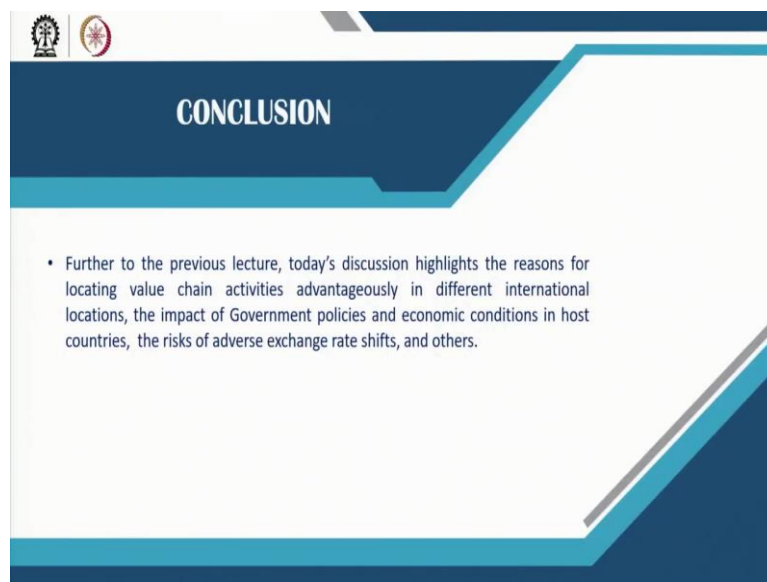 CONCLUSION
• Further to the previous lecture, today's discussion highlights the reasons for
locating value chain activities advantageously in different international
locations, the impact of Government policies and economic conditions in host
countries, the risks of adverse exchange rate shifts, and others.